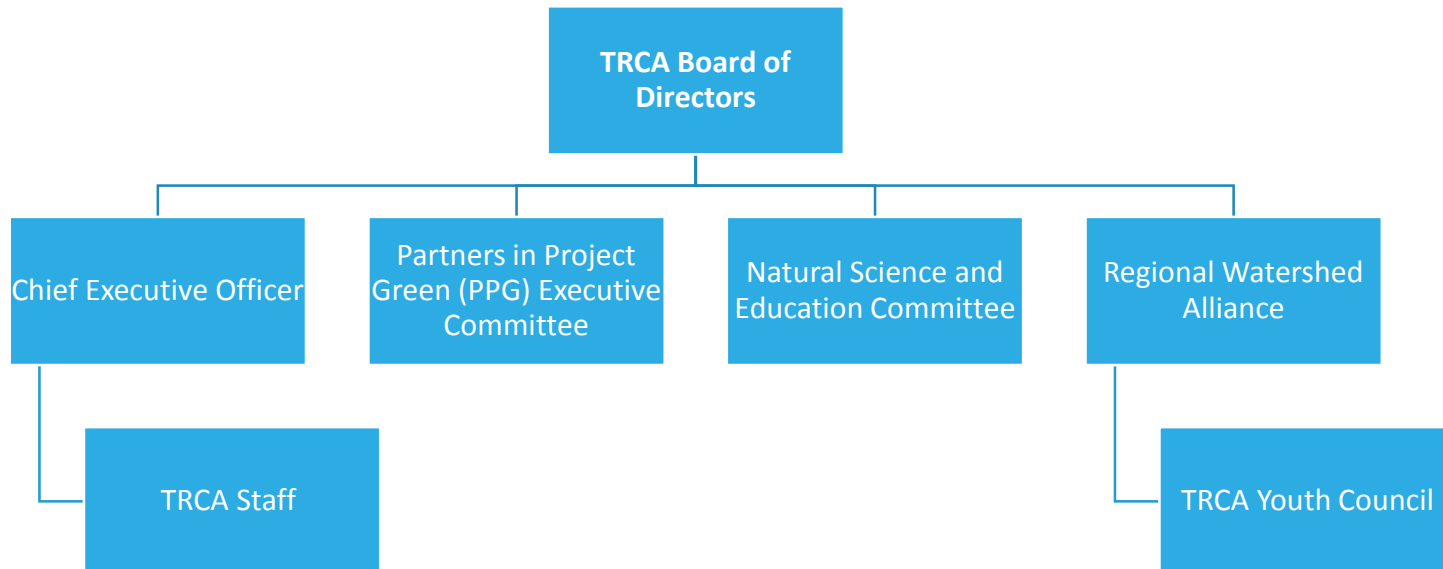 TRCA Board of
Directors
Chief Executive Officer
Partners in Project
Green (PPG) Executive
Committee
Natural Science and
Education Committee
Regional Watershed
Alliance
TRCA Staff
TRCA Youth Council